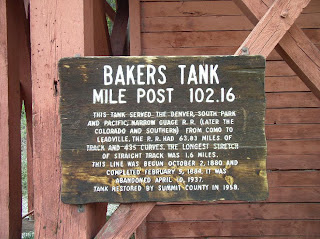 BAKERS TANK
MILE POST 102.16
THIS TANK SERVED THE DENVER, SOUTH PARK
AND PACIFIC NARROW GUAGE R.R. (LATER THE
COLORADO AND SOUTHERN) FROM COMO TO
LEADVILLE. THE R.R. HAD 63.83 MILES OF
TRACK AND 435 CURVES. THE LONGEST STRETCH
OF STRAIGHT TRACK WAS 1.6 MILES.
THIS LINE WAS BEGUN OCTOBER 2, 1880 AND
COMPLETED FEBRUARY 5, 1884. IT WAS
ABANDONED APRIL 10, 1937.
TANK RESTORED BY SUMMIT COUNTY IN 1958.